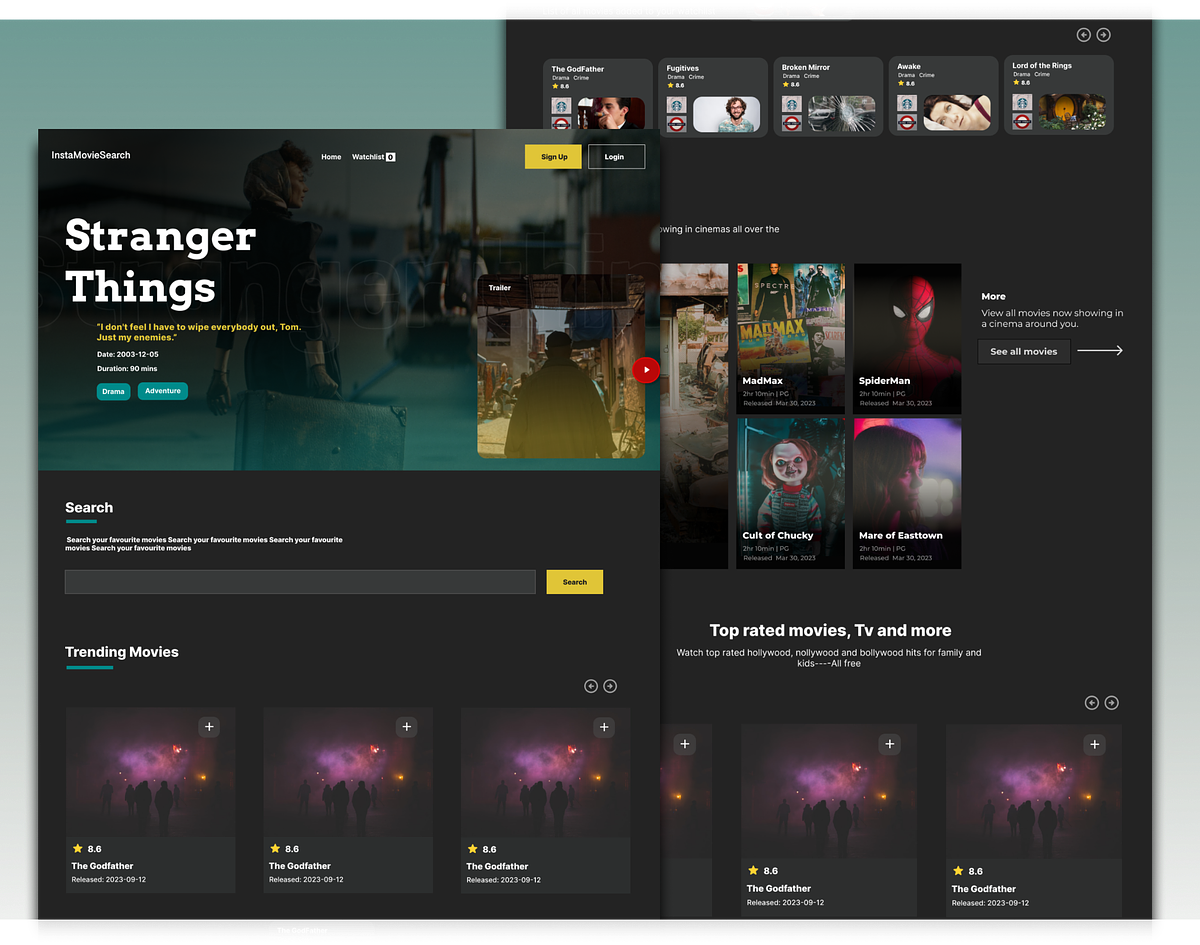 InstaMovieSearch
Home Watchlist 0
Sign Up
Login
Stranger
Things
Trailer
"I don't feel I have to wipe everybody out, Tom.
Just my enemies."
Date: 2003-12-05
Duration: 90 mins
Drama
Adventure
Search
Search your favourite movies Search your favourite movies Search your favourite
movies Search your favourite movies
Search
Trending Movies
8.6
The Godfather
Released: 2023-09-12
8.6
The Godfather
Released: 2023-09-12
8.6
The Godfather
Released: 2023-09-12
The GodFather
Drama Crime
8.6
Fugitives
Drama Crime
8.6
Broken Mirror
Drama Crime
8.6
Awake
Drama Crime
8.6
Lord of the Rings
Drama Crime
8.6
owing in cinemas all over the
SPECTRE
MADMAX
MadMax
2hr 10min | PG
Released Mar 30, 2023
SpiderMan
2hr 10min | PG
Released Mar 30, 2023
More
View all movies now showing in
a cinema around you.
See all movies
Cult of Chucky
2hr 10min | PG
Released Mar 30, 2023
Mare of Easttown
2hr 10min | PG
Released Mar 30, 2023
Top rated movies, Tv and more
Watch top rated hollywood, nollywood and bollywood hits for family and
kids----All free
8.6
The Godfather
Released: 2023-09-12
8.6
The Godfather
Released: 2023-09-12